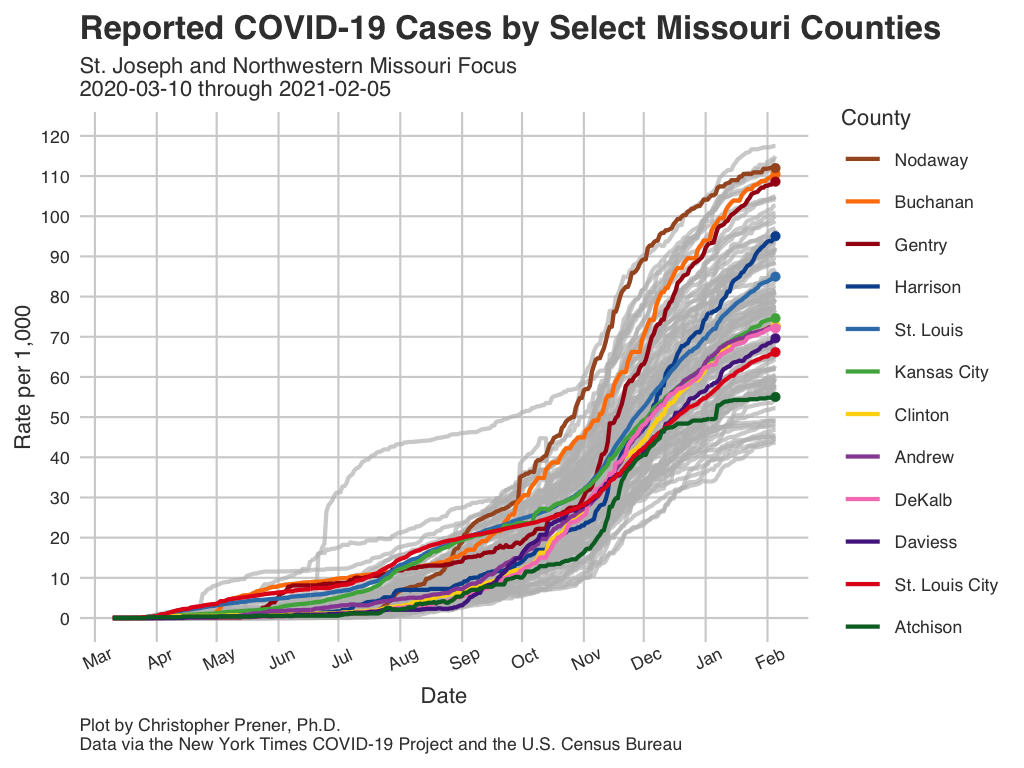 Reported COVID-19 Cases by Select Missouri Counties
St. Joseph and Northwestern Missouri Focus
2020-03-10 through 2021-02-05
County
Nodaway
Buchanan
Gentry
Harrison
St. Louis
Kansas City
Clinton
Andrew
DeKalb
Daviess
St. Louis City
Atchison
Rate per 1,000
120
110
100
90
80
70
60
50
40
30
20
10
0
Mar Apr May Jun Jul Aug Sep Oct Nov Dec Jan Feb
Date
Plot by Christopher Prener, Ph.D.
Data via the New York Times COVID-19 Project and the U.S. Census Bureau